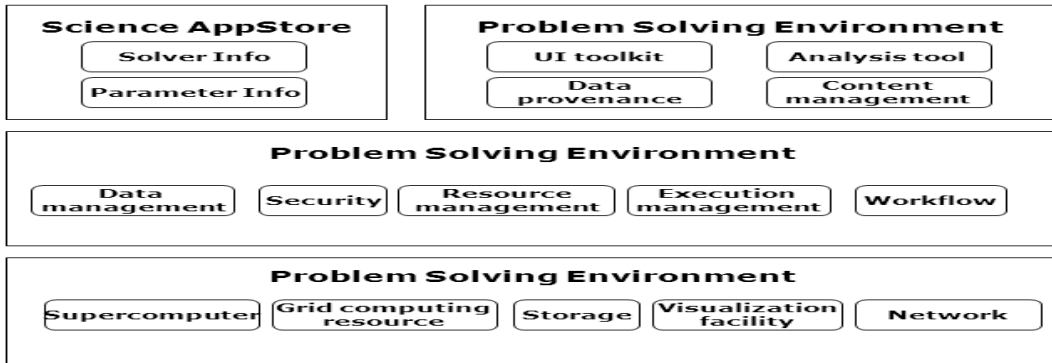 Science AppStore
Solver Info
Parameter Info
Problem Solving Environment
UI toolkit
Analysis tool
Data
provenance
Content
management
Problem Solving Environment
Data
management
Security
Resource
management
Execution
management
Workflow
Problem Solving Environment
Supercomputer
Grid computing
resource
Storage
Visualization
facility
Network